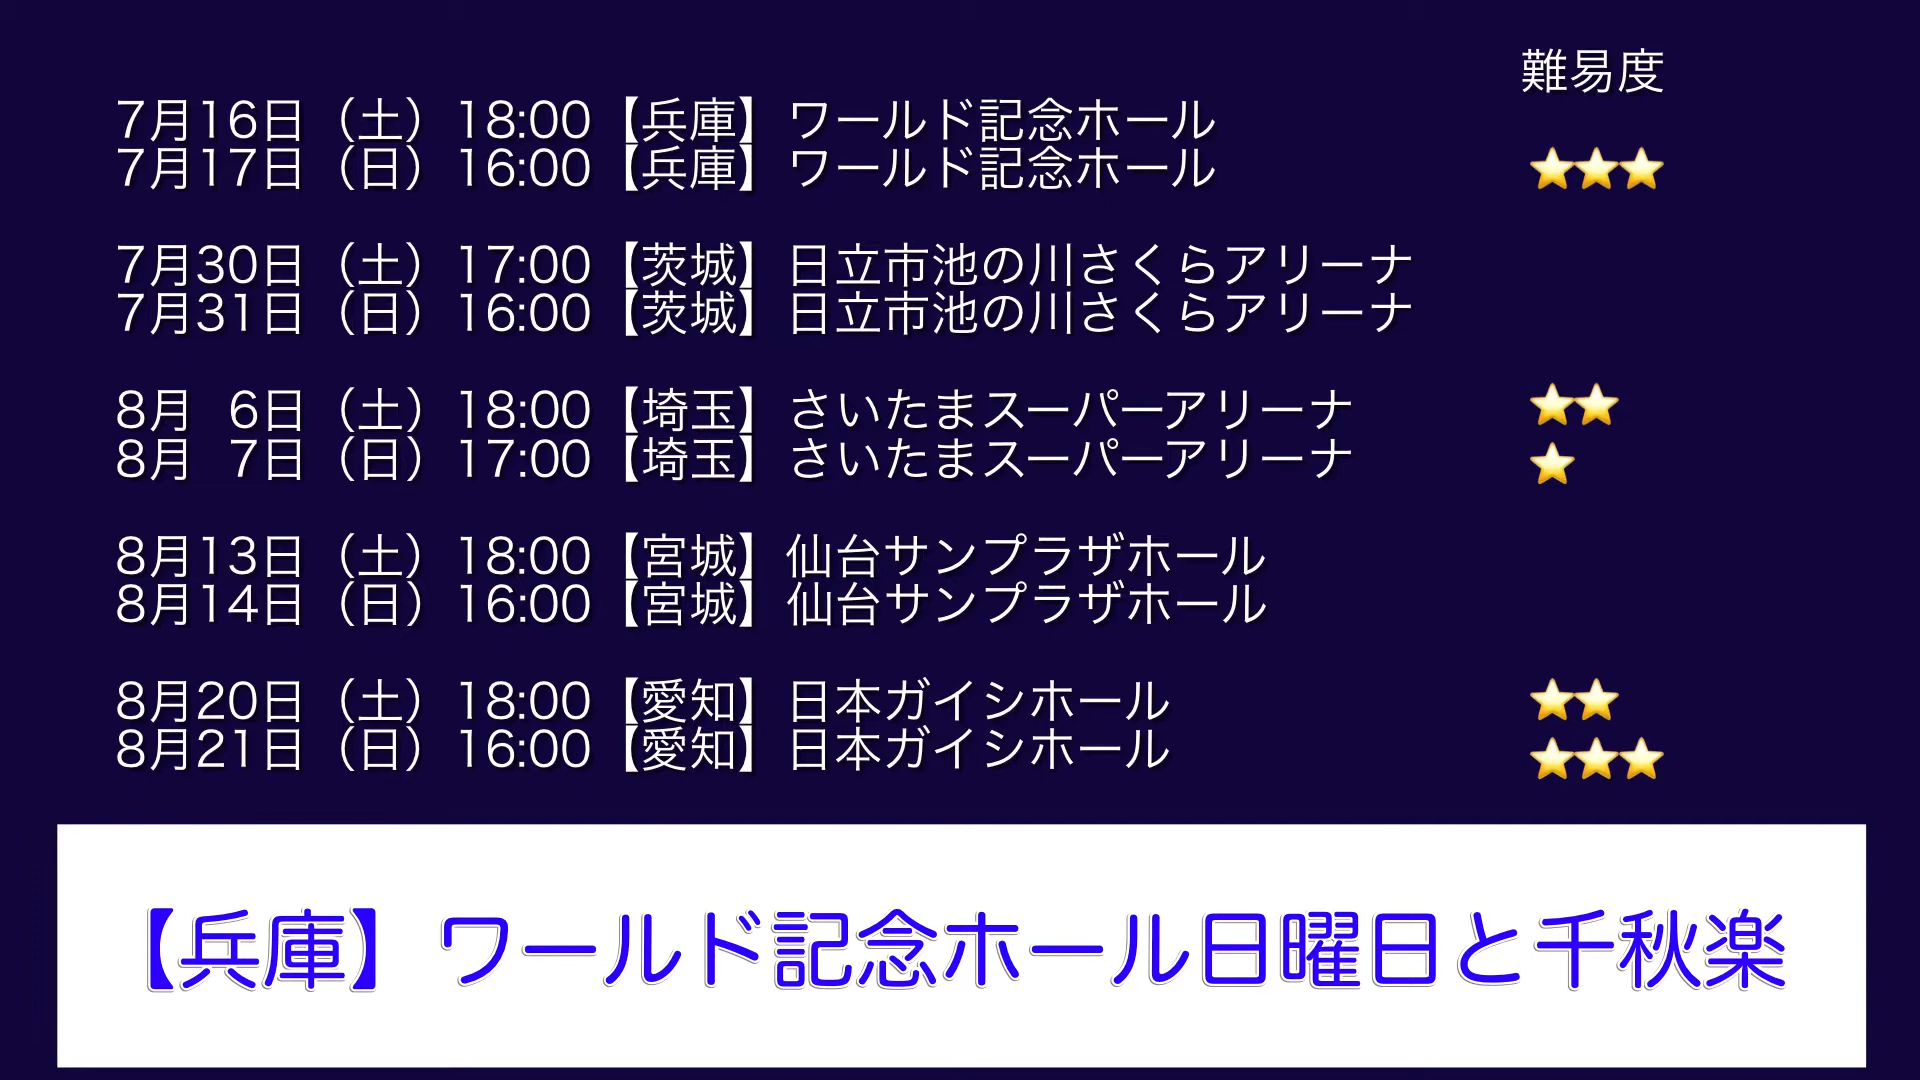 難易度
7月16日（土）18:00【兵庫】ワールド記念ホール
7月17日（日）16:00【兵庫】ワールド記念ホール ⭐⭐⭐
7月30日（土）17:00【茨城】日立市池の川さくらアリーナ
7月31日（日）16:00【茨城】日立市池の川さくらアリーナ
8月 6日（土）18:00【埼玉】さいたまスーパーアリーナ ⭐⭐
8月 7日（日）17:00【埼玉】さいたまスーパーアリーナ ⭐
8月13日（土）18:00【宮城】仙台サンプラザホール
8月14日（日）16:00【宮城】仙台サンプラザホール
8月20日（土）18:00【愛知】日本ガイシホール ⭐⭐
8月21日（日）16:00【愛知】日本ガイシホール ⭐⭐⭐
【兵庫】ワールド記念ホール日曜日と千秋楽